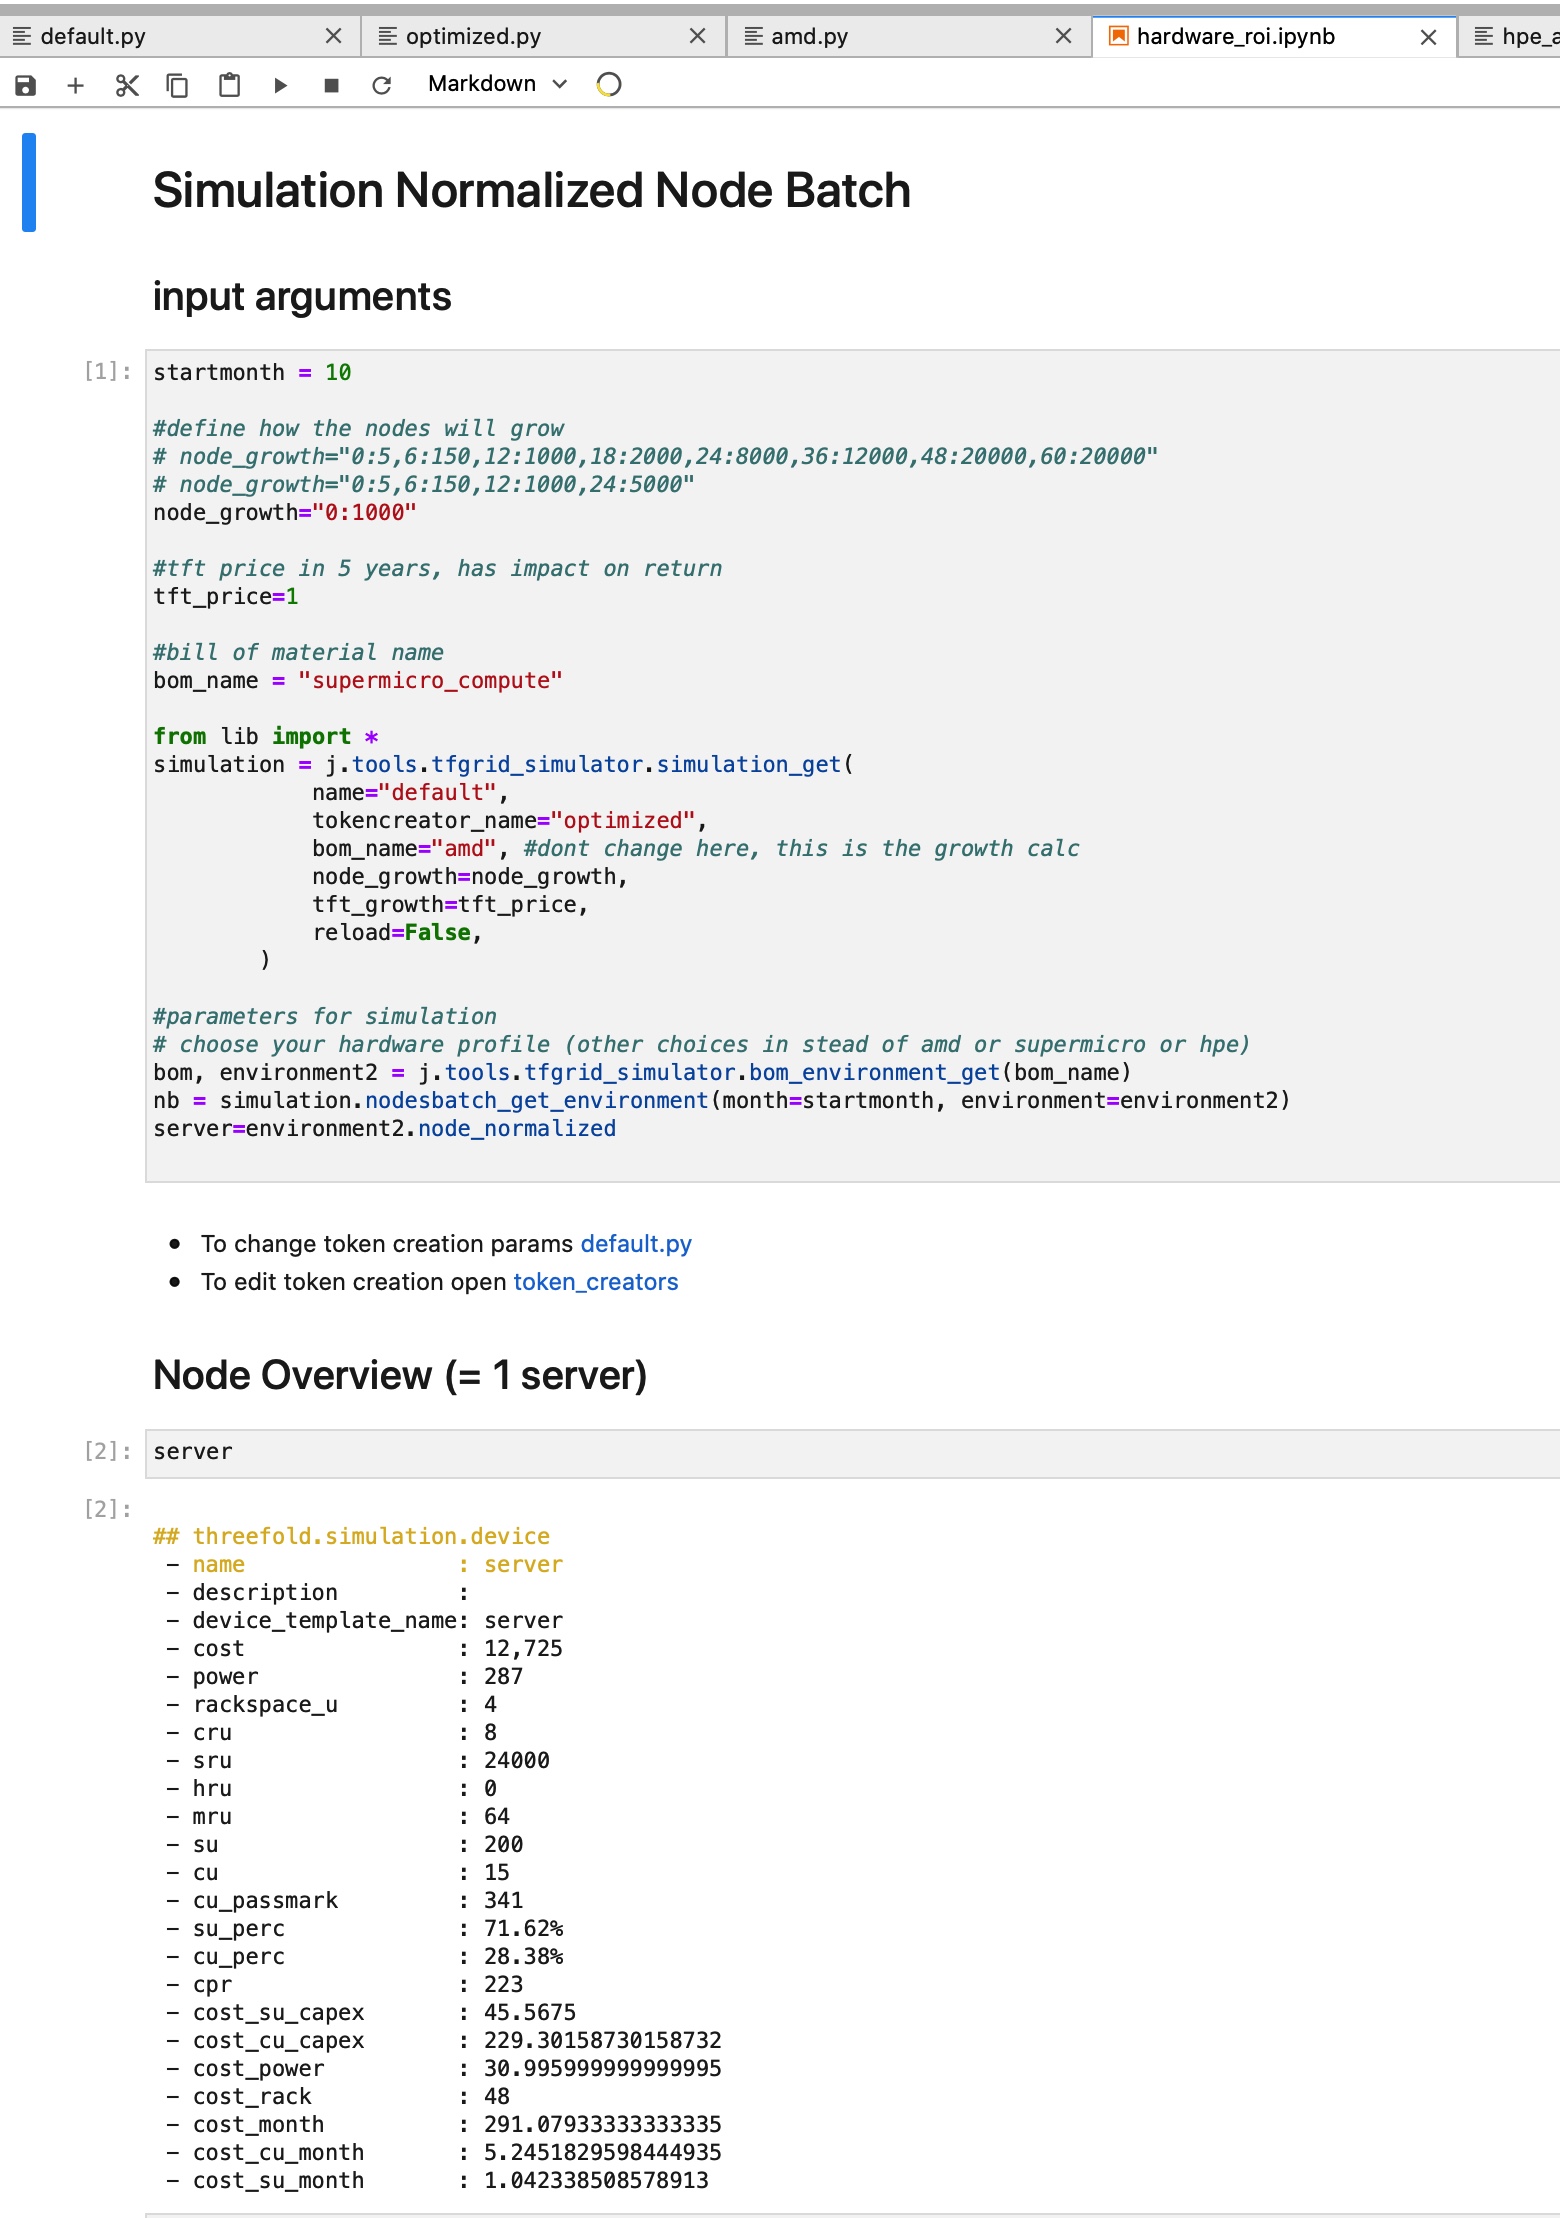 default.py
optimized.py
amd.py
hardware_roi.ipynb
hpe_a
Markdown
Simulation Normalized Node Batch
input arguments
[1]:
startmonth = 10
#define how the nodes will grow
# node_growth="0:5,6:150,12:1000,18:2000,24:8000,36:12000,48:20000,60:20000"
# node_growth="0:5,6:150,12:1000,24:5000"
node_growth="0:1000"
#tft price in 5 years, has impact on return
tft_price=1
#bill of material name
bom_name = "supermicro_compute"
from lib import *
simulation = j.tools.tfgrid_simulator.simulation_get(
            name="default",
            tokencreator_name="optimized",
            bom_name="amd", #dont change here, this is the growth calc
            node_growth=node_growth,
            tft_growth=tft_price,
            reload=False,
        )
#parameters for simulation
# choose your hardware profile (other choices in stead of amd or supermicro or hpe)
bom, environment2 = j.tools.tfgrid_simulator.bom_environment_get(bom_name)
nb = simulation.nodesbatch_get_environment(month=startmonth, environment=environment2)
server=environment2.node_normalized
• To change token creation params default.py
• To edit token creation open token_creators
Node Overview (= 1 server)
[2]:
server
[2]:
## threefold.simulation.device
 - name                : server
 - description         :
 - device_template_name: server
 - cost                : 12,725
 - power               : 287
 - rackspace_u         : 4
 - cru                 : 8
 - sru                 : 24000
 - hru                 : 0
 - mru                 : 64
 - su                  : 200
 - cu                  : 15
 - cu_passmark         : 341
 - su_perc             : 71.62%
 - cu_perc             : 28.38%
 - cpr                 : 223
 - cost_su_capex       : 45.5675
 - cost_cu_capex       : 229.30158730158732
 - cost_power          : 30.995999999999995
 - cost_rack           : 48
 - cost_month          : 291.07933333333335
 - cost_cu_month       : 5.2451829598444935
 - cost_su_month       : 1.042338508578913